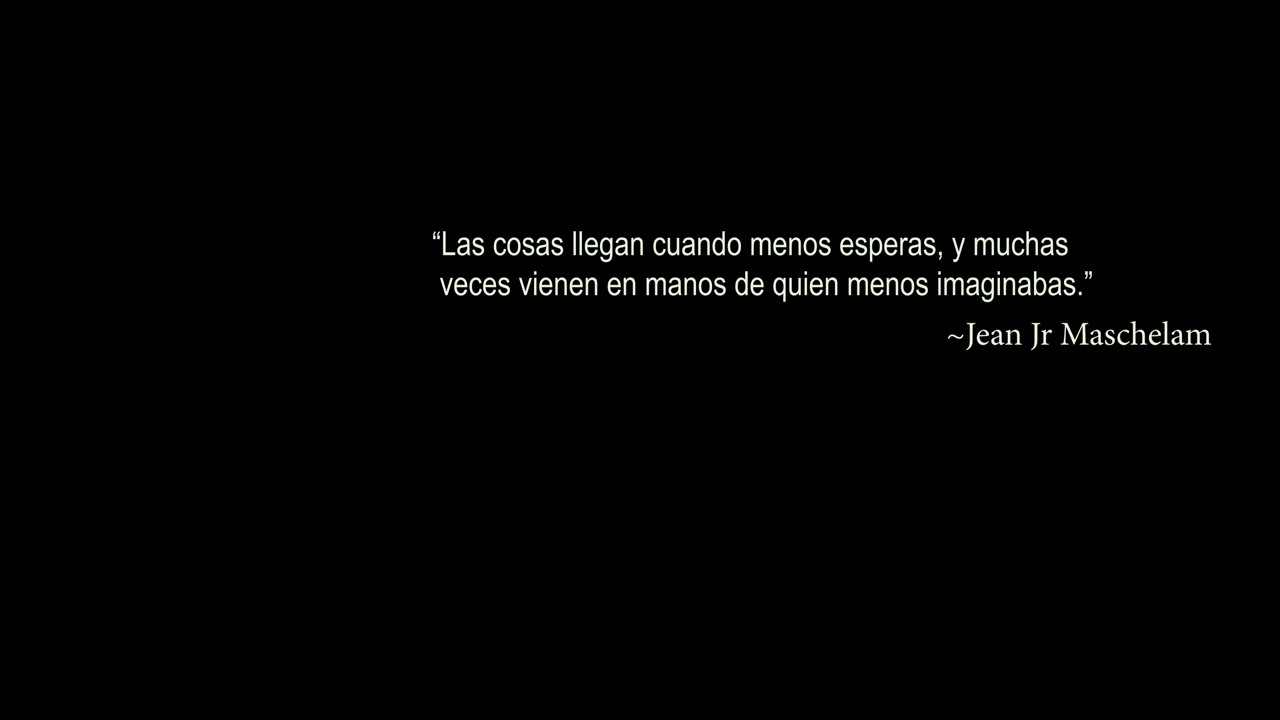 “Las cosas llegan cuando menos esperas, y muchas
veces vienen en manos de quien menos imaginabas.”
~Jean Jr Maschelam